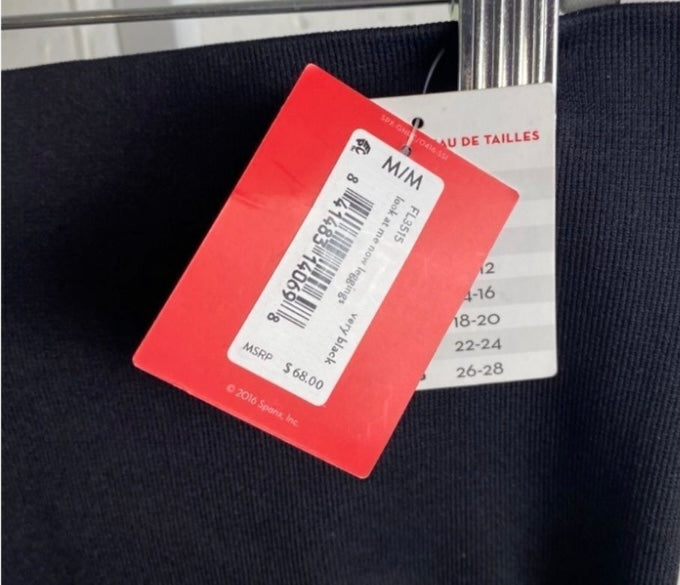 M/M
FL3515
look at me now leggings very black
8 41483 14069 8
MSRP $68.00
© 2016 Spanx, Inc.
AU DE TAILLES
12
4-16
18-20
22-24
26-28